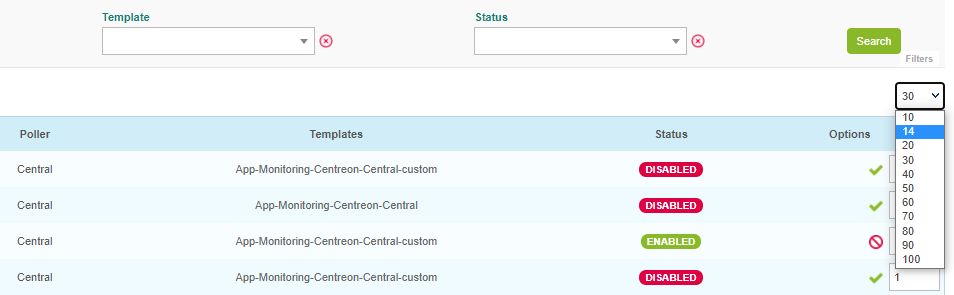 Template Status
Search
Filters
30
Poller Templates Status Options
10
14
20
30
40
50
60
70
80
90
100
Central App-Monitoring-Centreon-Central-custom DISABLED
Central App-Monitoring-Centreon-Central DISABLED
Central App-Monitoring-Centreon-Central-custom ENABLED
Central App-Monitoring-Centreon-Central-custom DISABLED 1